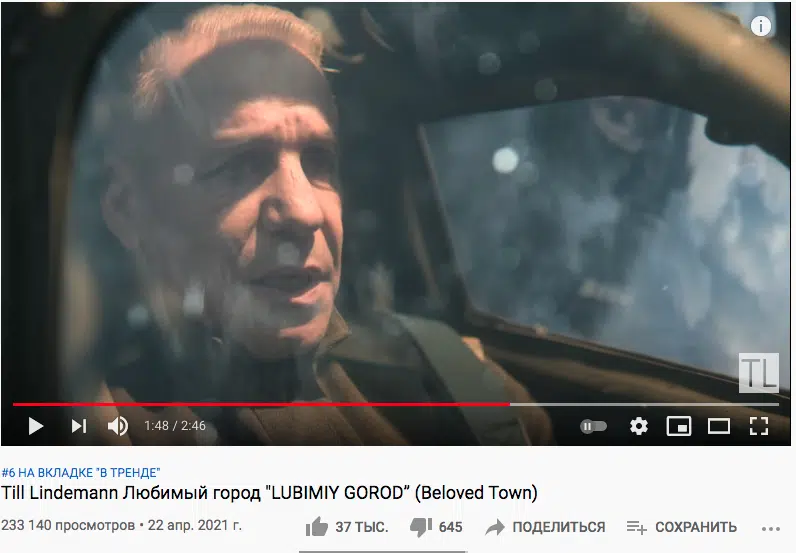 i
TL
1:48 / 2:46
#6 НА ВКЛАДКЕ "В ТРЕНДЕ"
Till Lindemann Любимый город "LUBIMIY GOROD” (Beloved Town)
233 140 просмотров • 22 апр. 2021 г. 37 ТЫС. 645 ПОДЕЛИТЬСЯ СОХРАНИТЬ